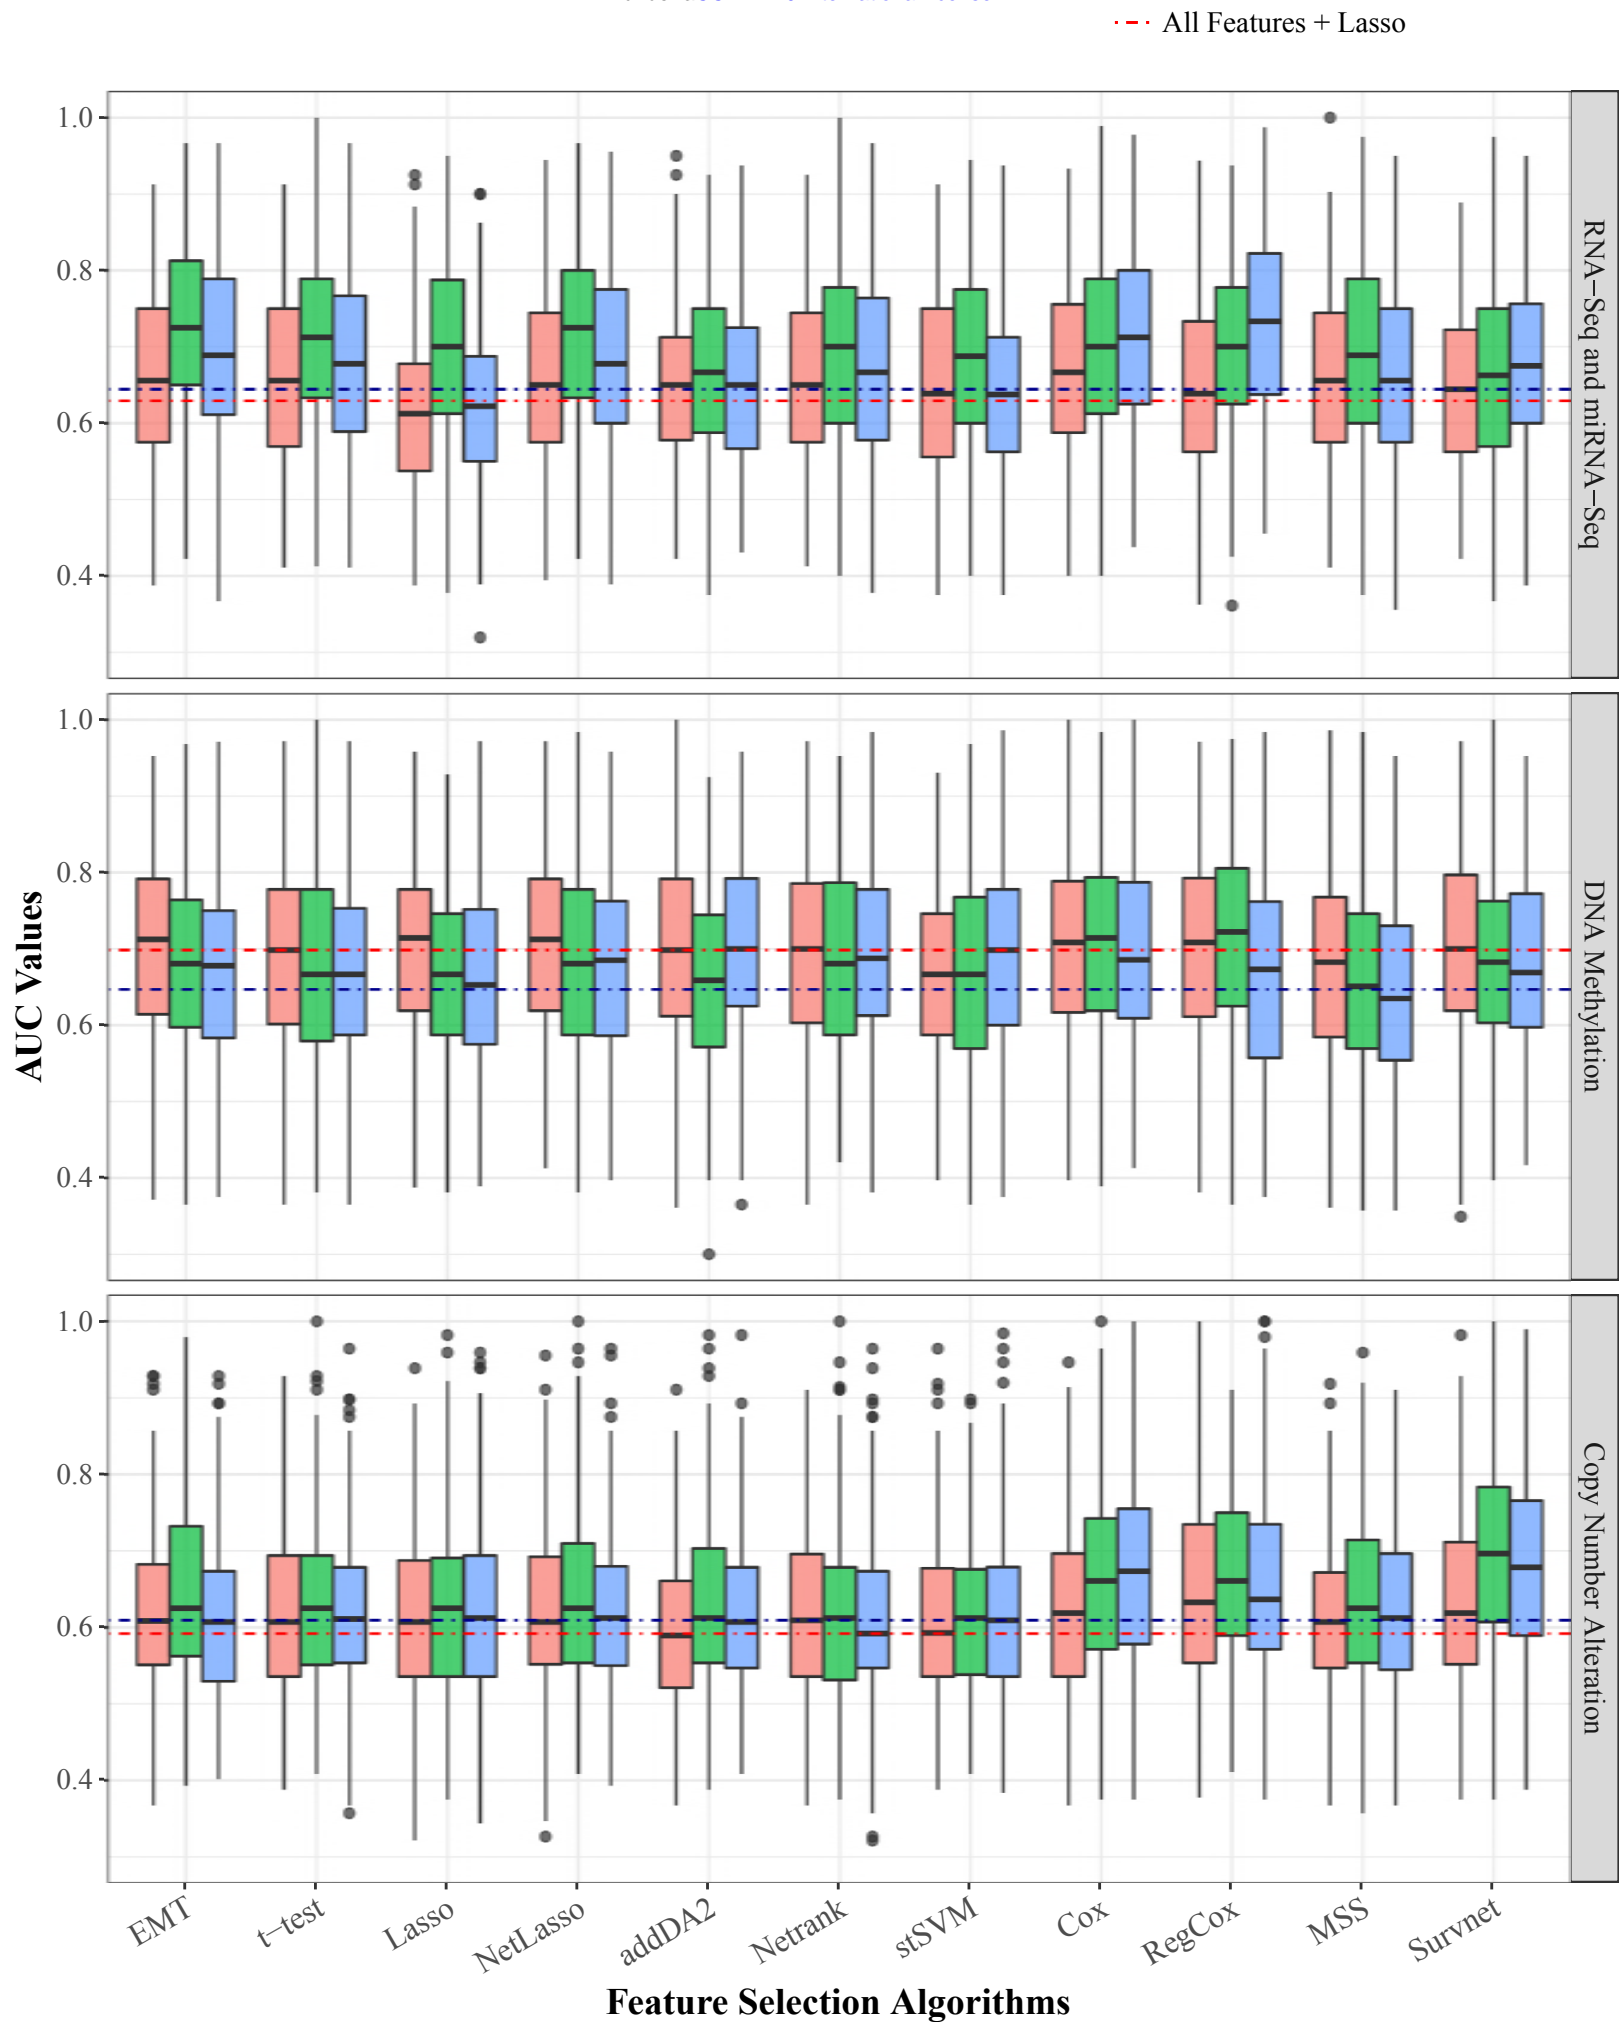 All Features + Lasso
1.0
0.8
0.6
0.4
RNA−Seq and miRNA−Seq
1.0
0.8
0.6
0.4
DNA Methylation
1.0
0.8
0.6
0.4
Copy Number Alteration
AUC Values
EMT
t−test
Lasso
NetLasso
addDA2
Netrank
stSVM
Cox
RegCox
MSS
Survnet
Feature Selection Algorithms